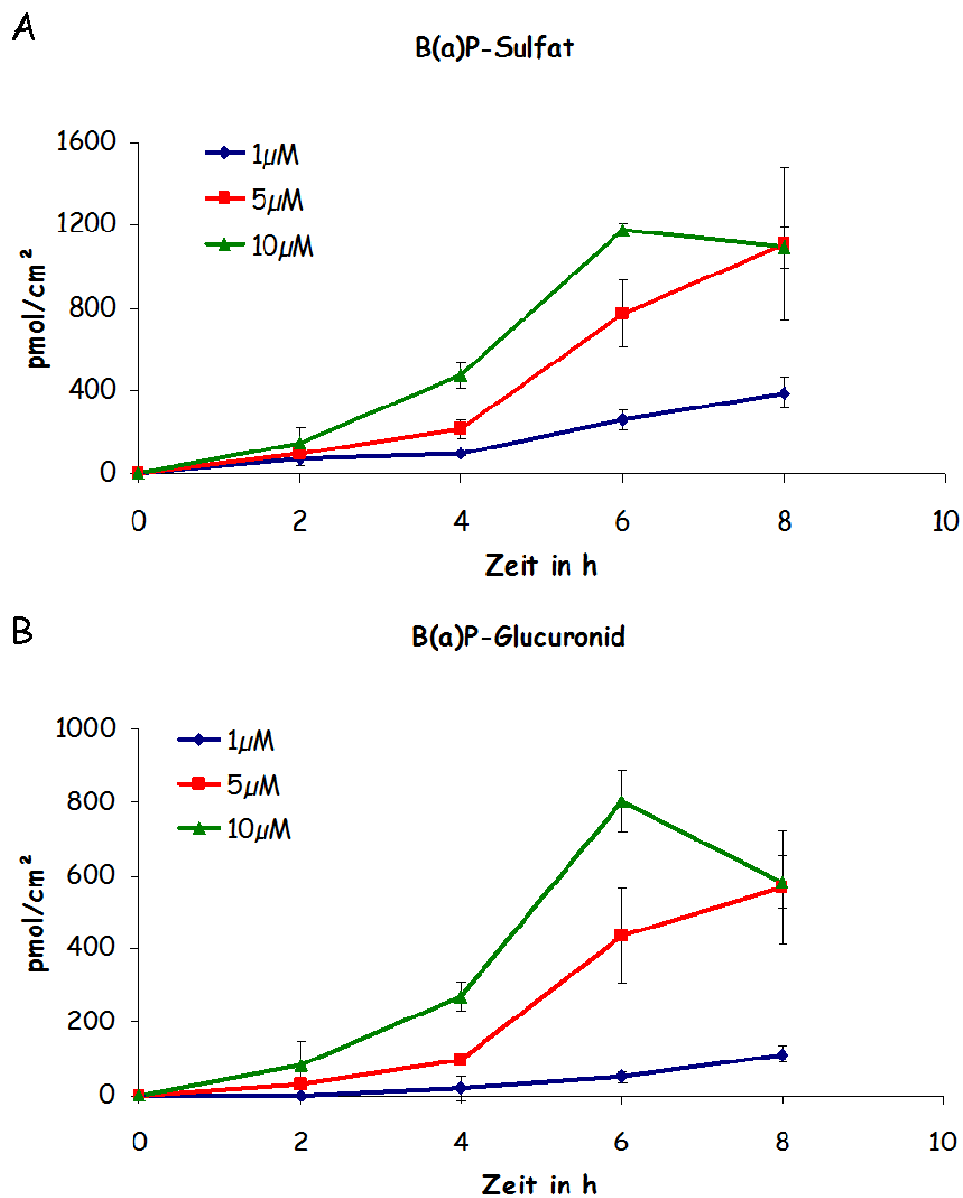 A
B(a)P-Sulfat
1600
1200
800
400
0
pmol/cm²
1µM
5µM
10µM
0 2 4 6 8 10
Zeit in h
B
B(a)P-Glucuronid
1000
800
600
400
200
0
pmol/cm²
1µM
5µM
10µM
0 2 4 6 8 10
Zeit in h